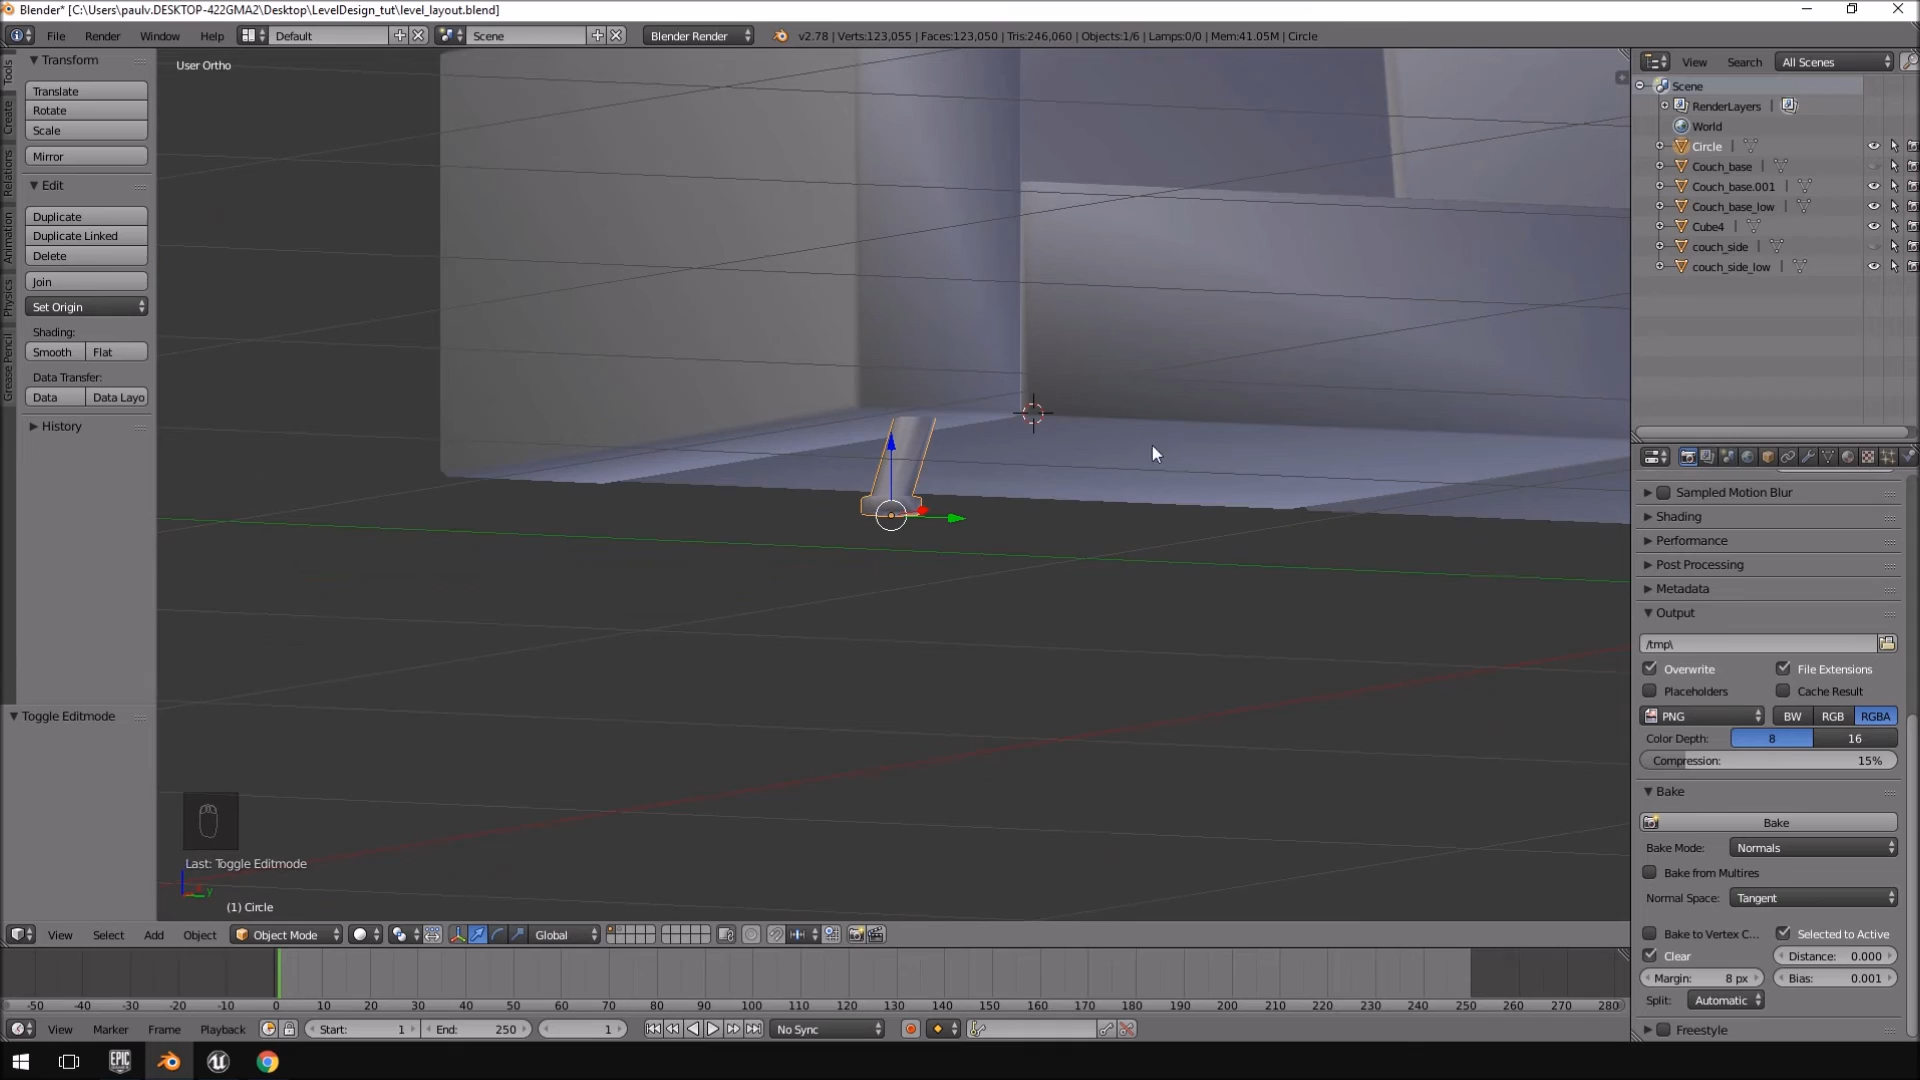 Blender* [C:\Users\paulv.DESKTOP-422GMA2\Desktop\LevelDesign_tut\level_layout.blend]
File Render Window Help Default Scene Blender Render v2.78 | Verts:123,055 | Faces:123,050 | Tris:246,060 | Objects:1/6 | Lamps:0/0 | Mem:41.05M | Circle
Tools
Create
Relations
Animation
Physics
Grease Pencil
Transform
Translate
Rotate
Scale
Mirror
Edit
Duplicate
Duplicate Linked
Delete
Join
Set Origin
Shading:
Smooth Flat
Data Transfer:
Data Data Layo
History
Toggle Editmode
User Ortho
Last: Toggle Editmode
y
(1) Circle
View Select Add Object Object Mode Global
View Search All Scenes
Scene
RenderLayers |
World
Circle |
Couch_base |
Couch_base.001 |
Couch_base_low |
Cube4 |
couch_side |
couch_side_low |
Sampled Motion Blur
Shading
Performance
Post Processing
Metadata
Output
/tmp\
Overwrite File Extensions
Placeholders Cache Result
PNG BW RGB RGBA
Color Depth: 8 16
Compression: 15%
Bake
Bake
Bake Mode: Normals
Bake from Multires
Normal Space: Tangent
Bake to Vertex C... Selected to Active
Clear Distance: 0.000
Margin: 8 px Bias: 0.001
Split: Automatic
Freestyle
-50 -40 -30 -20 -10 0 10 20 30 40 50 60 70 80 90 100 110 120 130 140 150 160 170 180 190 200 210 220 230 240 250 260 270 280
View Marker Frame Playback Start: 1 End: 250 1 No Sync
EPIC GAMES